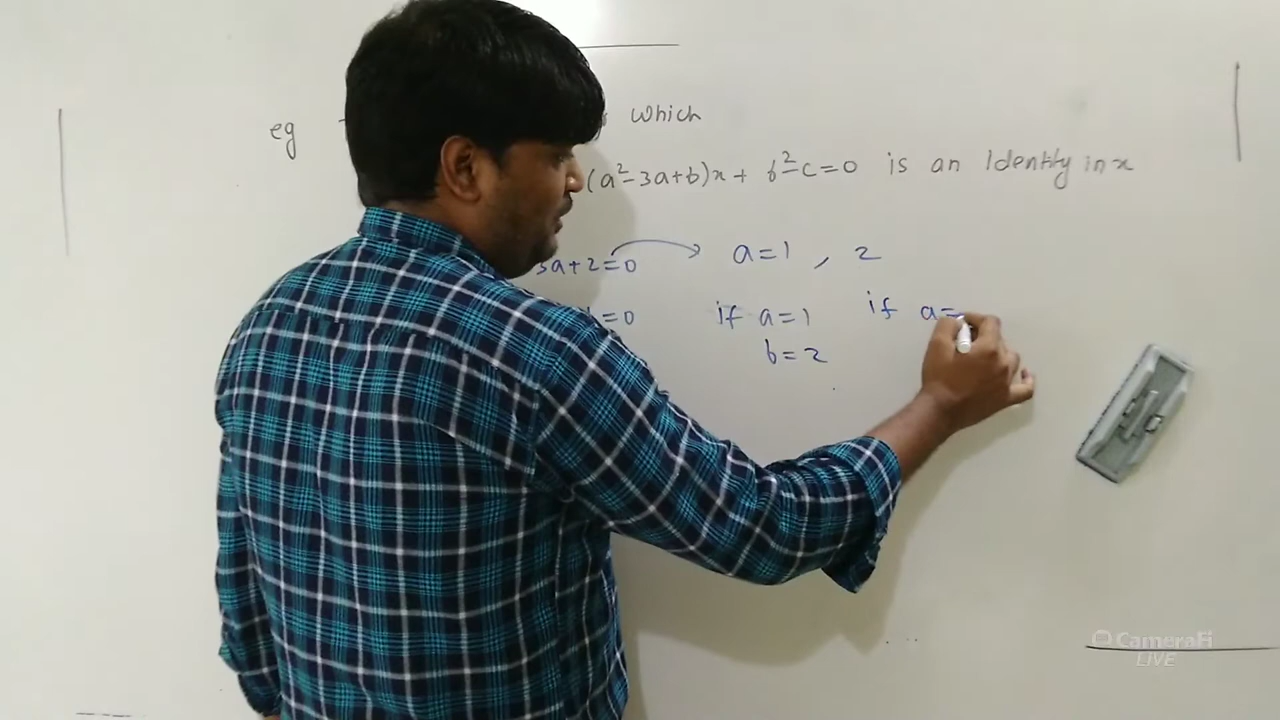 eg which
(a²-3a+b)x + b²-c=0 is an Identity in x
3a+2=0 a=1 , 2
=0 if a=1 if a=
b=2
CameraFi
LIVE